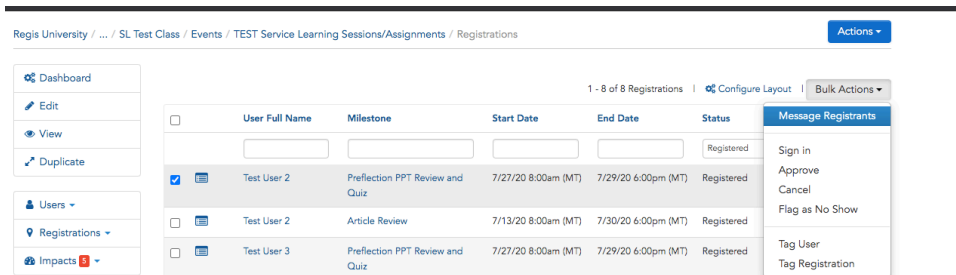 Regis University / ... / SL Test Class / Events / TEST Service Learning Sessions/Assignments / Registrations
Actions
Dashboard
Edit
View
Duplicate
Users
Registrations
Impacts 5
1 - 8 of 8 Registrations | Configure Layout | Bulk Actions
User Full Name Milestone Start Date End Date Status
Registered
Test User 2 Preflection PPT Review and Quiz 7/27/20 8:00am (MT) 7/29/20 6:00pm (MT) Registered
Test User 2 Article Review 7/13/20 8:00am (MT) 7/30/20 6:00pm (MT) Registered
Test User 3 Preflection PPT Review and Quiz 7/27/20 8:00am (MT) 7/29/20 6:00pm (MT) Registered
Message Registrants
Sign in
Approve
Cancel
Flag as No Show
Tag User
Tag Registration